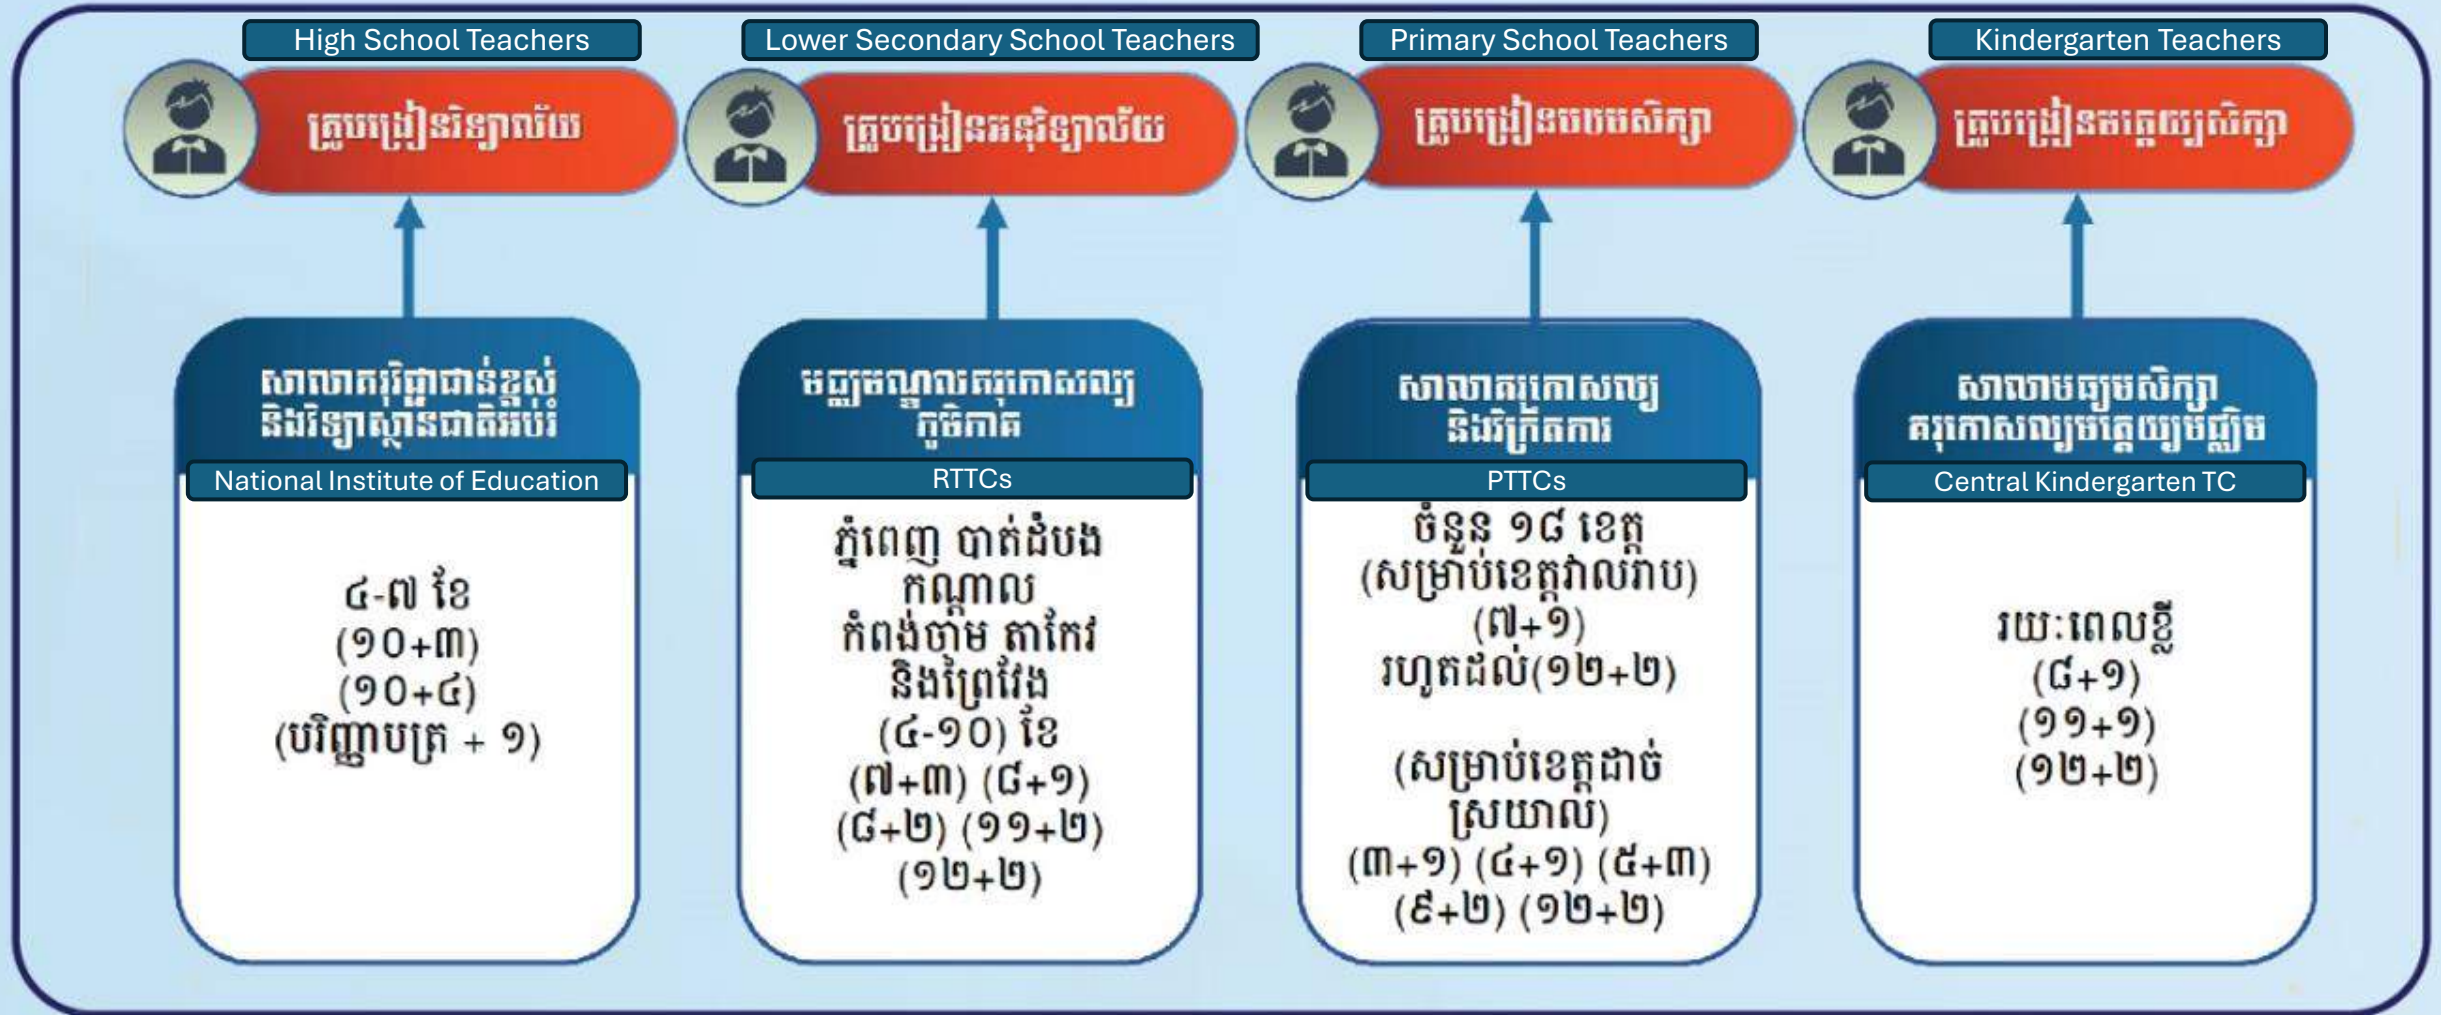 High School Teachers
គ្រូបង្រៀនវិទ្យាល័យ
សាលាគរុវិជ្ជាជាន់ខ្ពស់
និងវិទ្យាស្ថានជាតិអប់រំ
National Institute of Education
៤-៧ ខែ
(១០+៣)
(១០+៤)
(បរិញ្ញាបត្រ + ១)
Lower Secondary School Teachers
គ្រូបង្រៀនអនុវិទ្យាល័យ
មជ្ឈមណ្ឌលគរុកោសល្យ
ភូមិភាគ
RTTCs
ភ្នំពេញ បាត់ដំបង
កណ្តាល
កំពង់ចាម តាកែវ
និងព្រៃវែង
(៤-១០) ខែ
(៧+៣) (៨+១)
(៨+២) (១១+២)
(១២+២)
Primary School Teachers
គ្រូបង្រៀនបឋមសិក្សា
សាលាគរុកោសល្យ
និងវិក្រឹតការ
PTTCs
ចំនួន ១៨ ខេត្ត
(សម្រាប់ខេត្តវាលរាប)
(៧+១)
រហូតដល់(១២+២)
(សម្រាប់ខេត្តដាច់
ស្រយាល)
(៣+១) (៤+១) (៥+៣)
(៩+២) (១២+២)
Kindergarten Teachers
គ្រូបង្រៀនមត្តេយ្យសិក្សា
សាលាមធ្យមសិក្សា
គរុកោសល្យមត្តេយ្យមជ្ឈិម
Central Kindergarten TC
រយៈពេលខ្លី
(៨+១)
(១១+១)
(១២+២)